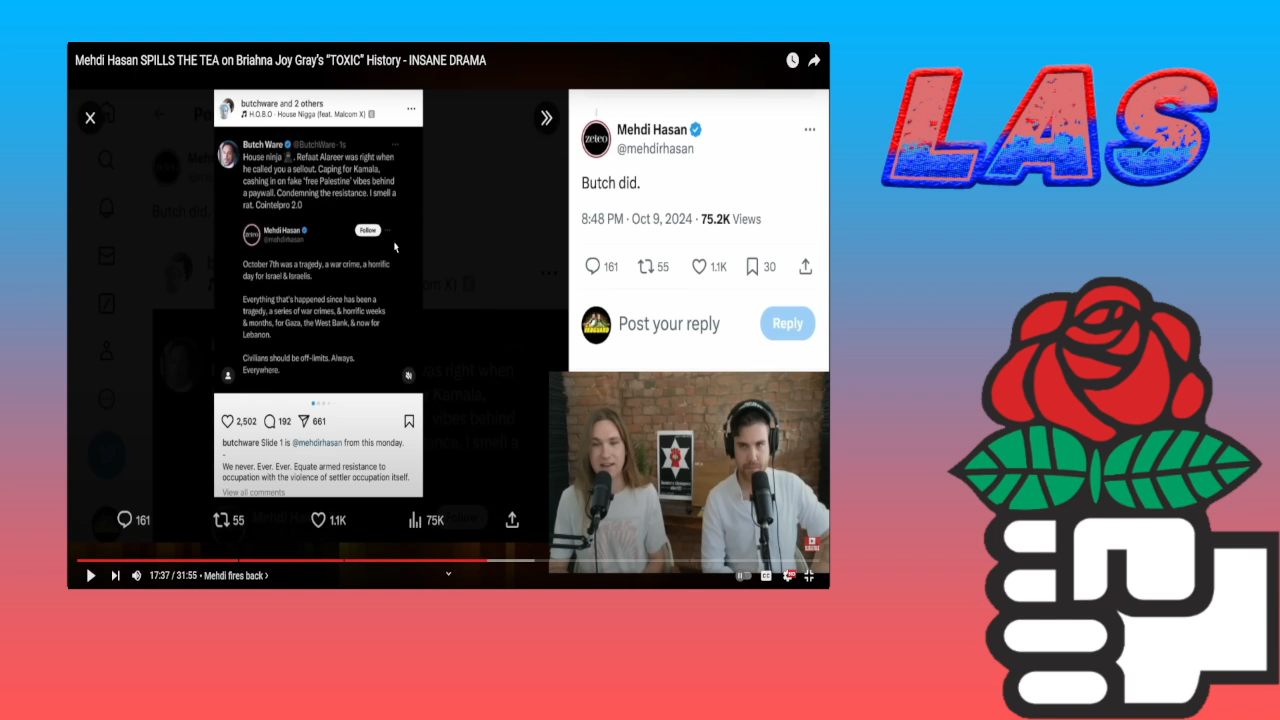 Mehdi Hasan SPILLS THE TEA on Briahna Joy Gray's "TOXIC" History - INSANE DRAMA
LAS
butchware and 2 others
H.O.B.O · House Nigga (feat. Malcom X) E
Butch Ware @ButchWare · 1s
House ninja. Refaat Alareer was right when
he called you a sellout. Caping for Kamala,
cashing in on fake 'free Palestine' vibes behind
a paywall. Condemning the resistance. I smell a
rat. Cointelpro 2.0
zeteo
Mehdi Hasan
@mehdirhasan
Follow
October 7th was a tragedy, a war crime, a horrific
day for Israel & Israelis.
Everything that's happened since has been a
tragedy, a series of war crimes, & horrific weeks
& months, for Gaza, the West Bank, & now for
Lebanon.
Civilians should be off-limits. Always.
Everywhere.
2,502 192 661
butchware Slide 1 is @mehdirhasan from this monday.
-
We never. Ever. Ever. Equate armed resistance to
occupation with the violence of settler occupation itself.
View all comments
161 55 1.1K 75K
zeteo
Mehdi Hasan
@mehdirhasan
Butch did.
8:48 PM · Oct 9, 2024 · 75.2K Views
161 55 1.1K 30
Post your reply
Reply
17:37 / 31:55 • Mehdi fires back ›